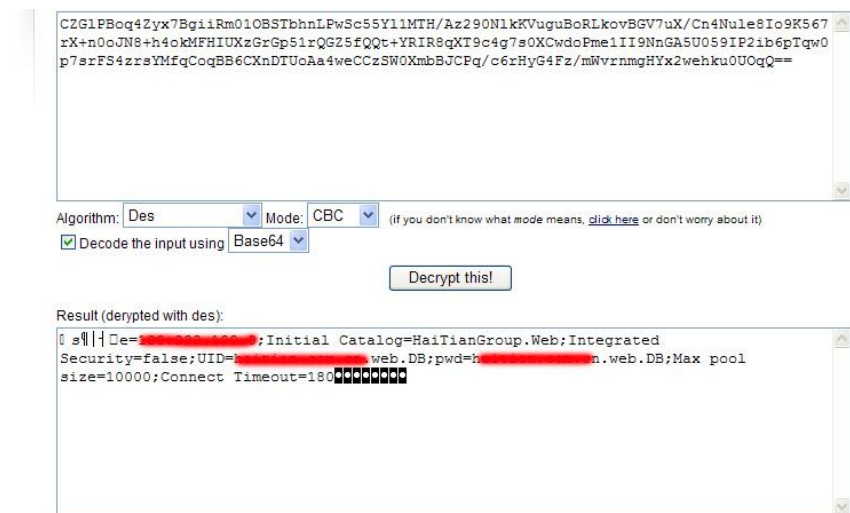 CZGlPBoq4Zyx7BgiiRm01OBSTbhnLPwSc55Yl1MTH/Az290NlkKVuguBoRLkovBGV7uX/Cn4Nule8Io9K567
rX+n0oJN8+h4okMFHIUXzGrGp51rQGZ5fQQt+YRIR8qXT9c4g7s0XCwdoPme1II9NnGA5U059IP2ib6pTqw0
p7srFS4zrsYMfqCoqBB6CXnDTUoAa4weCCzSW0XmbBJCPq/c6rHyG4Fz/mWvrnmgHYx2wehku0UOqQ==
Algorithm: Des Mode: CBC (if you don't know what mode means, click here or don't worry about it)
Decode the input using Base64
Decrypt this!
Result (derypted with des):
e= ;Initial Catalog=HaiTianGroup.Web;Integrated
Security=false;UID= .web.DB;pwd=h n.web.DB;Max pool
size=10000;Connect Timeout=180